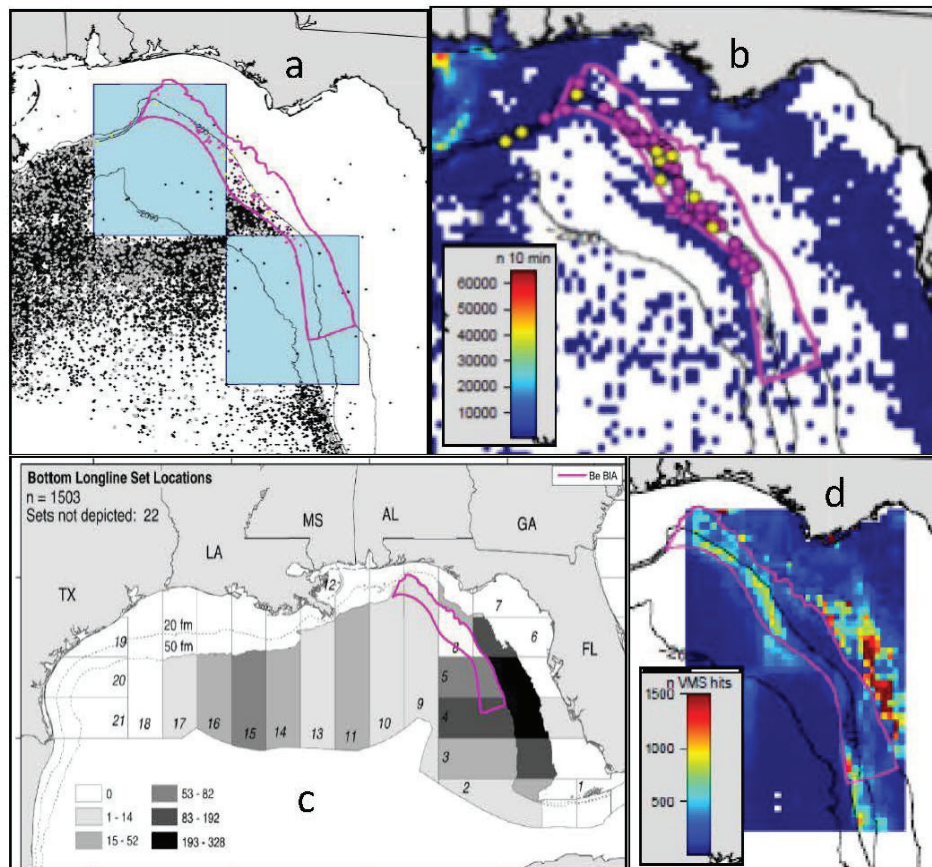 a
b
n 10 min
60000
50000
40000
30000
20000
10000
Bottom Longline Set Locations
n = 1503
Sets not depicted: 22
Be BIA
TX
LA
MS
AL
GA
FL
12
7
6
19
20 fm
50 fm
8
20
5
21
18
17
16
15
14
13
11
10
9
4
3
2
1
c
0
1 - 14
15 - 52
53 - 82
83 - 192
193 - 328
d
n VMS hits
1500
1000
500